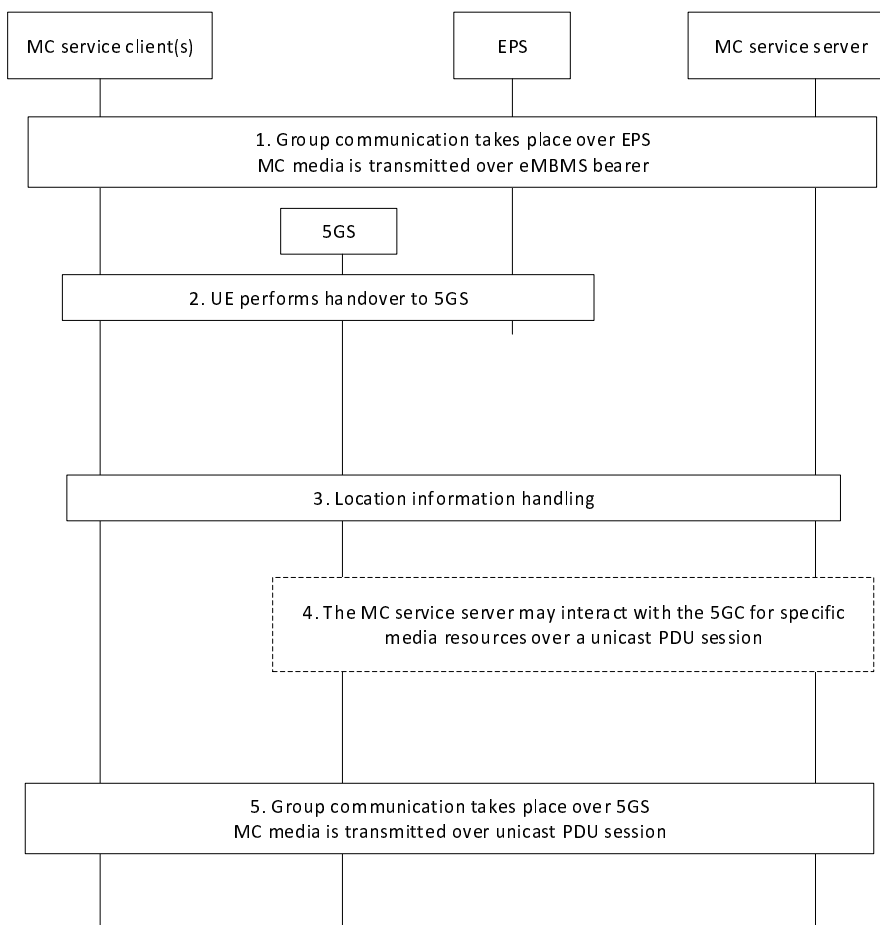 MC service client(s)
EPS
MC service server
1. Group communication takes place over EPS
MC media is transmitted over eMBMS bearer
5GS
2. UE performs handover to 5GS
3. Location information handling
4. The MC service server may interact with the 5GC for specific
media resources over a unicast PDU session
5. Group communication takes place over 5GS
MC media is transmitted over unicast PDU session